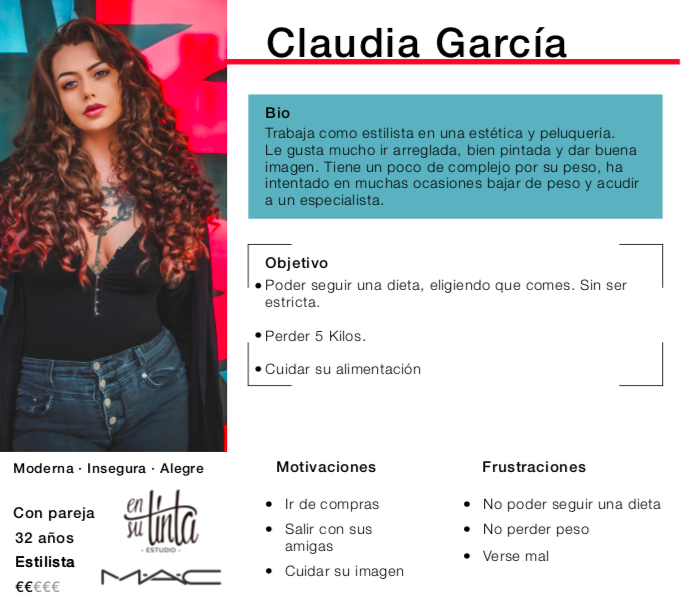 Claudia García
Bio
Trabaja como estilista en una estética y peluquería.
Le gusta mucho ir arreglada, bien pintada y dar buena
imagen. Tiene un poco de complejo por su peso, ha
intentado en muchas ocasiones bajar de peso y acudir
a un especialista.
Objetivo
• Poder seguir una dieta, eligiendo que comes. Sin ser
estricta.
• Perder 5 Kilos.
• Cuidar su alimentación
Moderna · Insegura · Alegre
Con pareja
32 años
Estilista
€€€€€
en
su tinta
- ESTUDIO -
MAC
Motivaciones
• Ir de compras
• Salir con sus
amigas
• Cuidar su imagen
Frustraciones
• No poder seguir una dieta
• No perder peso
• Verse mal